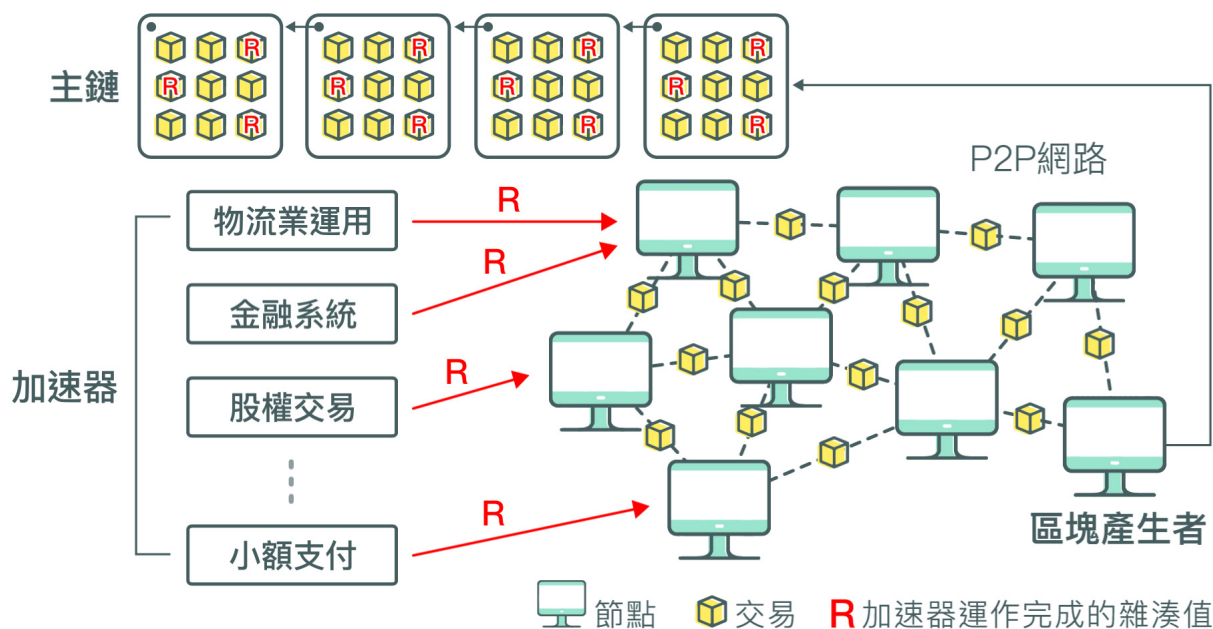 R
R
R
R
主鏈
R
R
R
R
R
R
R
R
P2P網路
物流業運用
R
金融系統
R
加速器
股權交易
R
小額支付
R
區塊產生者
節點
交易
R 加速器運作完成的雜湊值